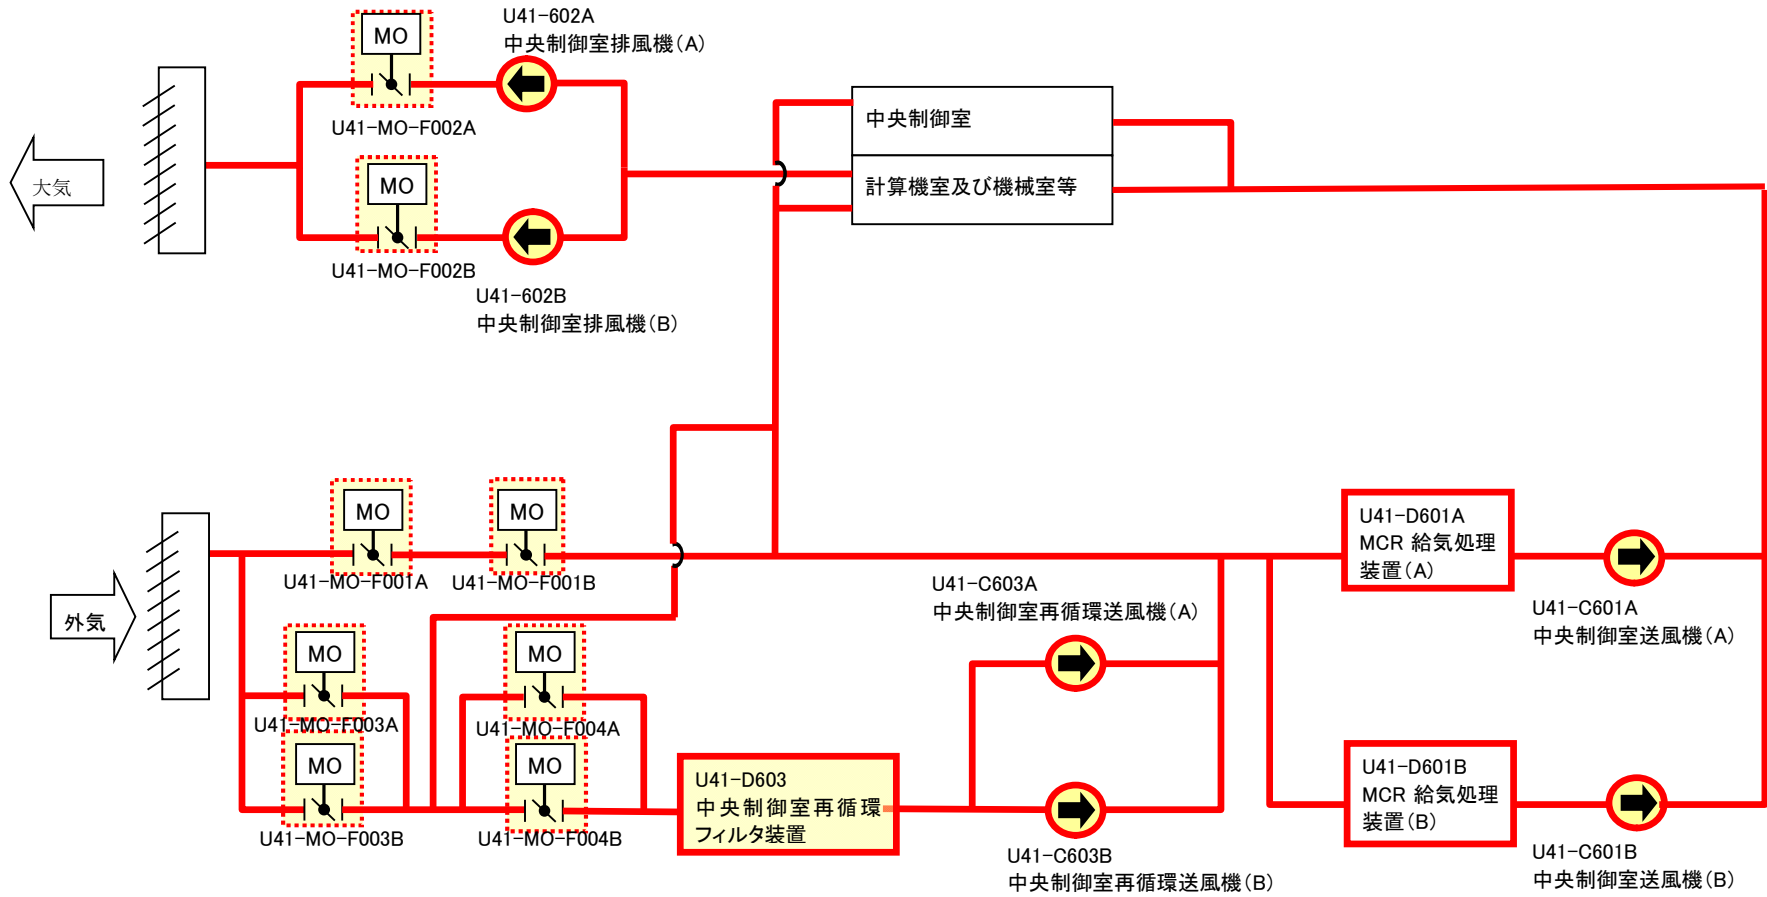 U41-602A
中央制御室排風機(A)
MO
U41-MO-F002A
中央制御室
大気
MO
計算機室及び機械室等
U41-MO-F002B
U41-602B
中央制御室排風機(B)
MO
MO
U41-MO-F001A
U41-MO-F001B
U41-D601A
MCR 給気処理
装置(A)
U41-C603A
中央制御室再循環送風機(A)
U41-C601A
中央制御室送風機(A)
外気
MO
MO
U41-MO-F003A
U41-MO-F004A
MO
MO
U41-MO-F003B
U41-MO-F004B
U41-D603
中央制御室再循環
フィルタ装置
U41-D601B
MCR 給気処理
装置(B)
U41-C603B
中央制御室再循環送風機(B)
U41-C601B
中央制御室送風機(B)